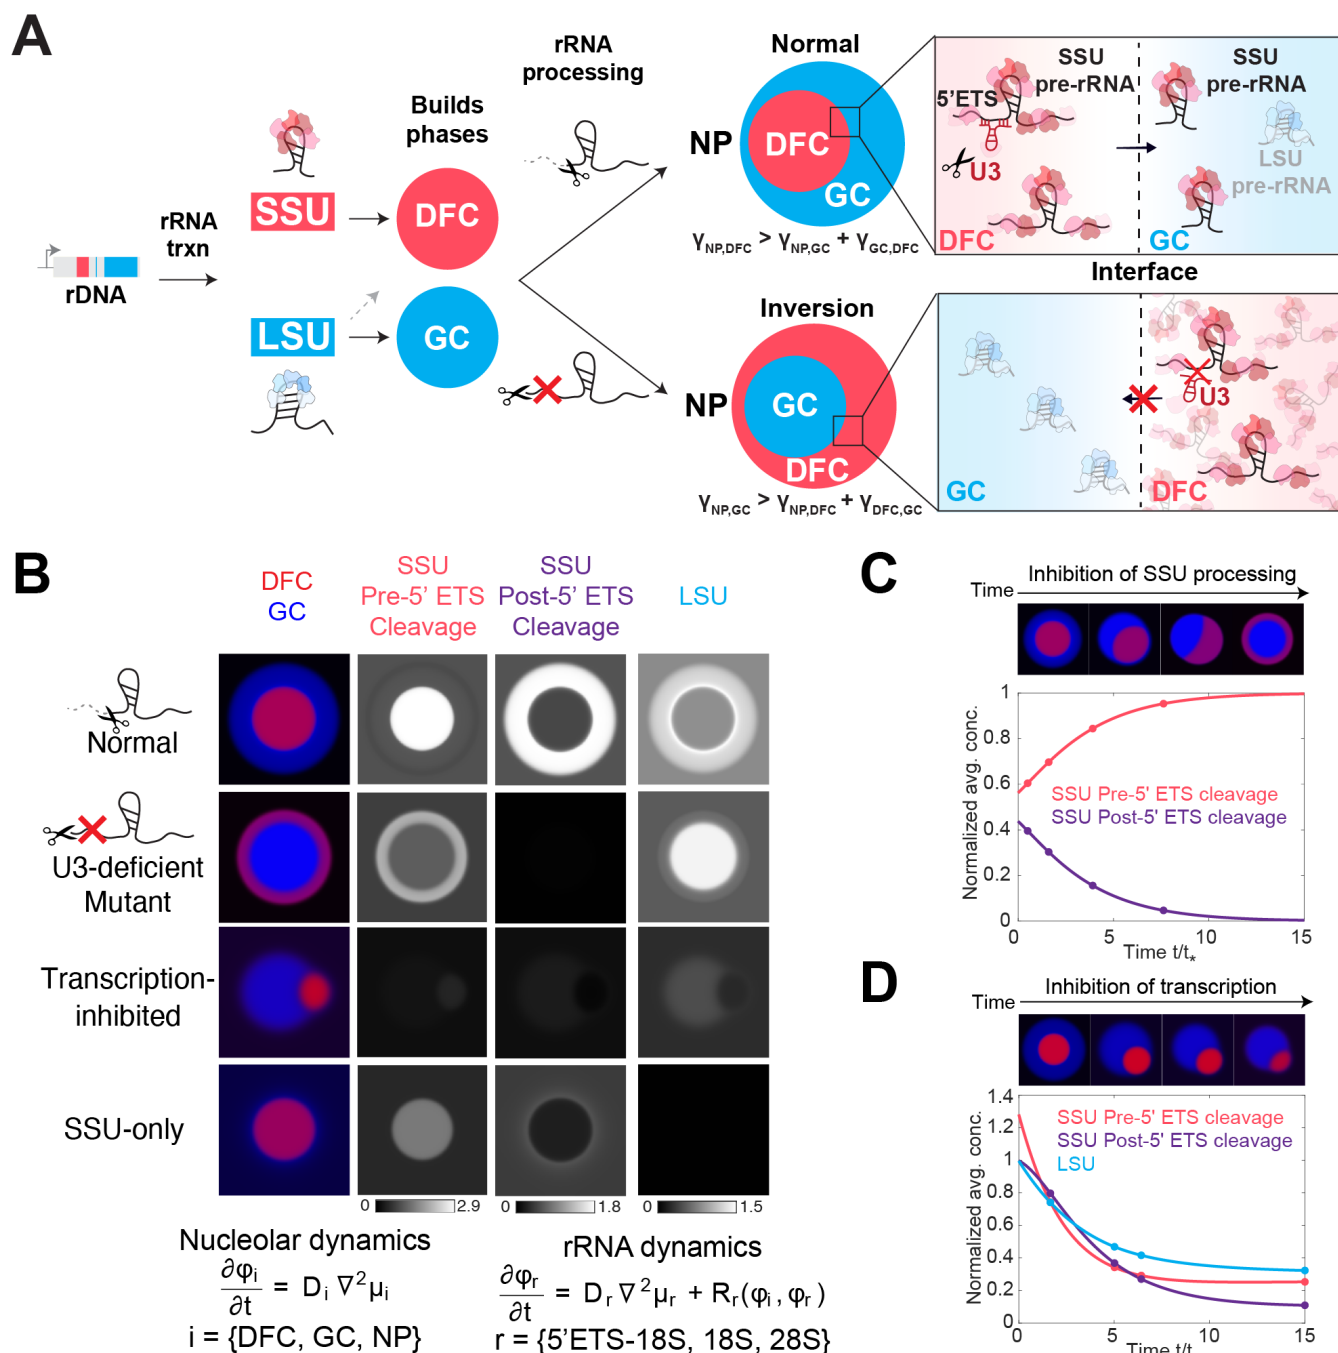 A
rRNA
processing
Normal
Builds
phases
SSU
DFC
rRNA
trxn
rDNA
LSU
GC
NP
DFC
GC
γNP,DFC > γNP,GC + γGC,DFC
SSU
pre-rRNA
SSU
pre-rRNA
5'ETS
U3
LSU
pre-rRNA
DFC
GC
Interface
Inversion
NP
GC
DFC
γNP,GC > γNP,DFC + γDFC,GC
U3
GC
DFC
B
DFC
GC
SSU
Pre-5' ETS
Cleavage
SSU
Post-5' ETS
Cleavage
LSU
Normal
U3-deficient
Mutant
Transcription-
inhibited
SSU-only
0 2.9
0 1.8
0 1.5
Nucleolar dynamics
∂φi/∂t = Di ∇²μi
i = {DFC, GC, NP}
rRNA dynamics
∂φr/∂t = Dr ∇²μr + Rr(φi, φr)
r = {5'ETS-18S, 18S, 28S}
C
Inhibition of SSU processing
Time
Normalized avg. conc.
1
0.8
0.6
0.4
0.2
0
SSU Pre-5' ETS cleavage
SSU Post-5' ETS cleavage
0 5 10 15
Time t/t*
D
Inhibition of transcription
Time
Normalized avg. conc.
1.4
1.2
1
0.8
0.6
0.4
0.2
0
SSU Pre-5' ETS cleavage
SSU Post-5' ETS cleavage
LSU
0 5 10 15
Time t/t